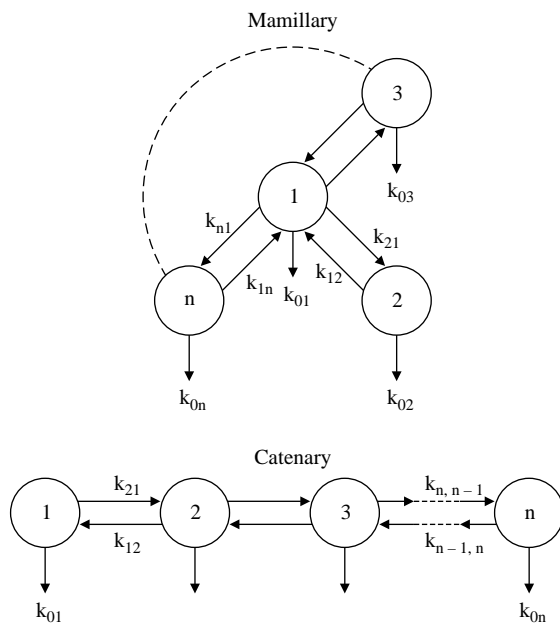 Mamillary
3
k₀₃
1
kₙ₁
k₂₁
k₁₂
k₁ₙ
k₀₁
n
2
k₀ₙ
k₀₂
Catenary
k₂₁
kₙ, ₙ ₋ ₁
1
2
3
n
k₁₂
kₙ ₋ ₁, ₙ
k₀₁
k₀ₙ